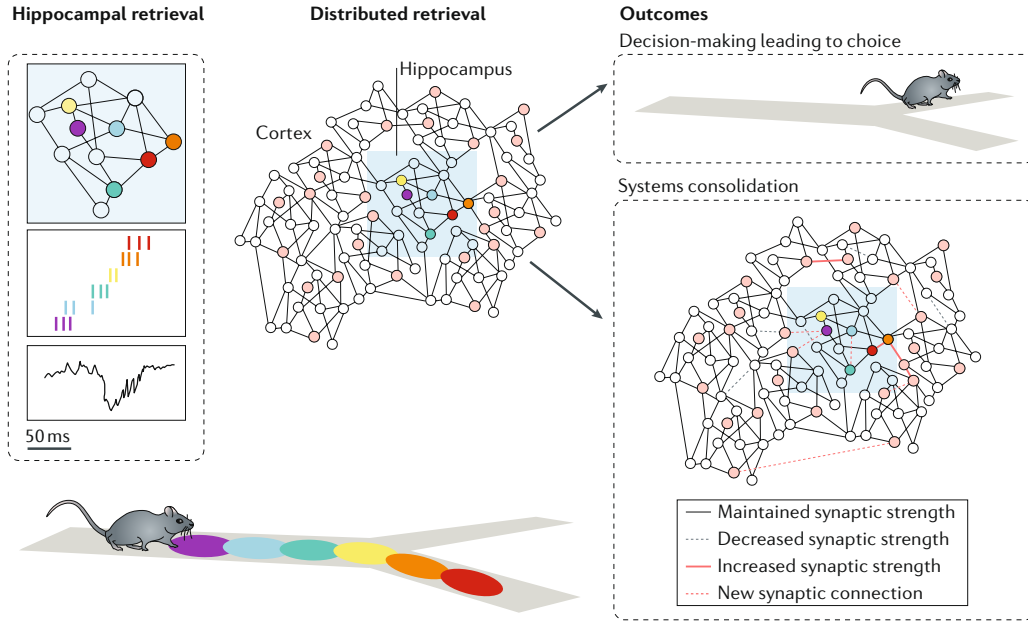 Hippocampal retrieval
Distributed retrieval
Outcomes
Decision-making leading to choice
Hippocampus
Cortex
Systems consolidation
50 ms
Maintained synaptic strength
Decreased synaptic strength
Increased synaptic strength
New synaptic connection